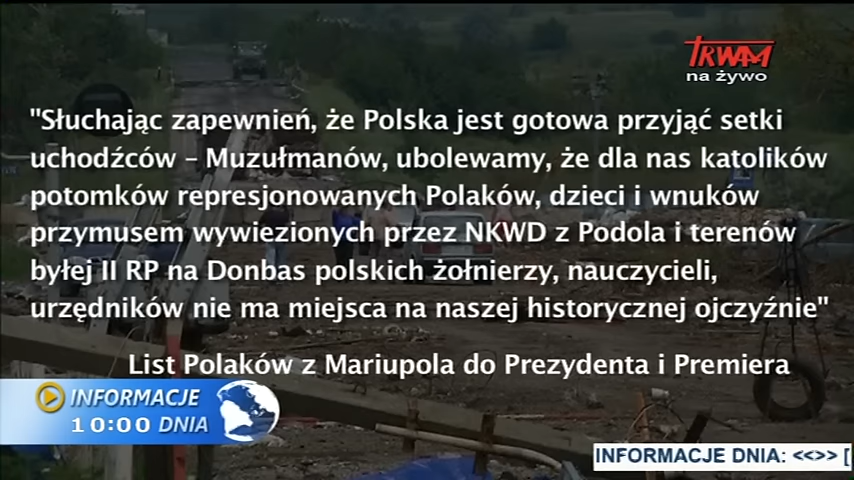 TRWAM
na żywo
"Słuchając zapewnień, że Polska jest gotowa przyjąć setki
uchodźców – Muzułmanów, ubolewamy, że dla nas katolików
potomków represjonowanych Polaków, dzieci i wnuków
przymusem wywiezionych przez NKWD z Podola i terenów
byłej II RP na Donbas polskich żołnierzy, nauczycieli,
urzędników nie ma miejsca na naszej historycznej ojczyźnie"
List Polaków z Mariupola do Prezydenta i Premiera
INFORMACJE
10:00 DNIA
INFORMACJE DNIA: <<>> [